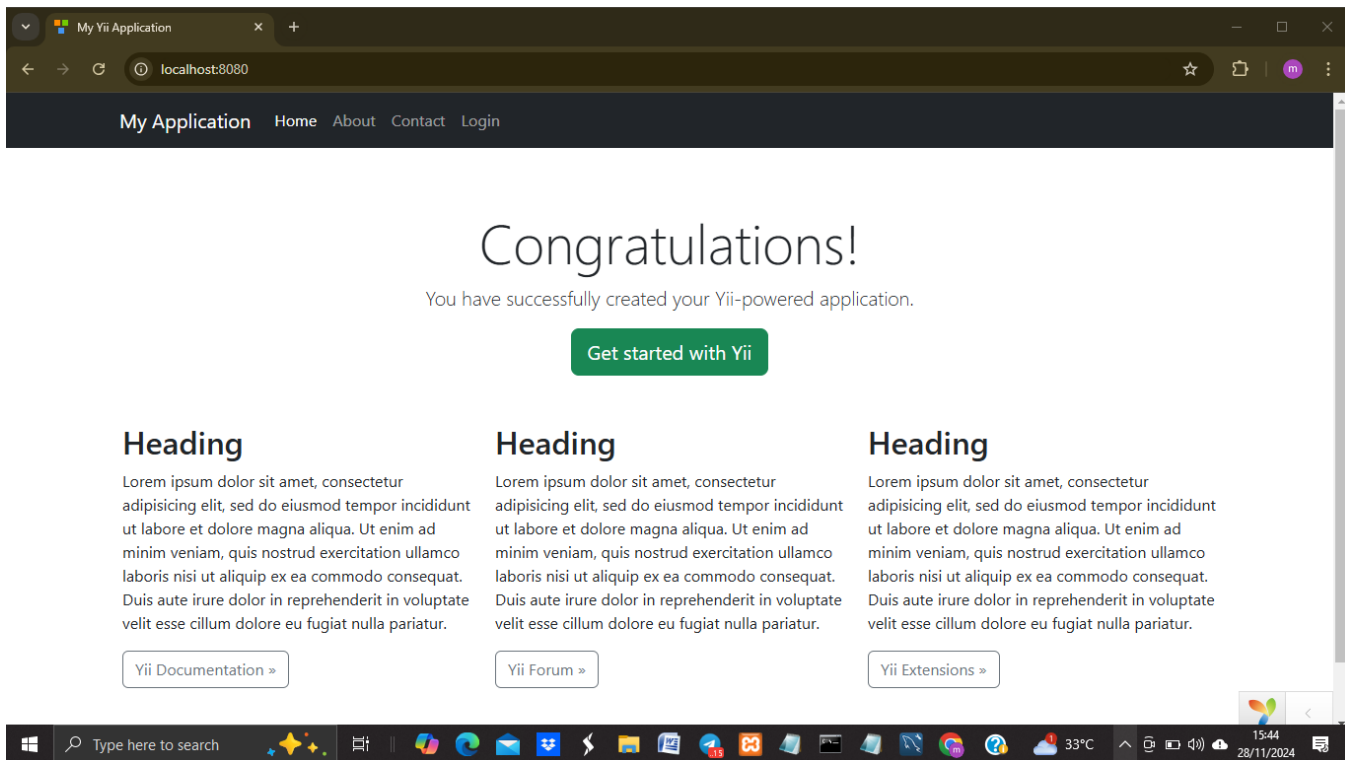 My Yii Application
localhost:8080
m
My Application Home About Contact Login
Congratulations!
You have successfully created your Yii-powered application.
Get started with Yii
Heading
Lorem ipsum dolor sit amet, consectetur
adipisicing elit, sed do eiusmod tempor incididunt
ut labore et dolore magna aliqua. Ut enim ad
minim veniam, quis nostrud exercitation ullamco
laboris nisi ut aliquip ex ea commodo consequat.
Duis aute irure dolor in reprehenderit in voluptate
velit esse cillum dolore eu fugiat nulla pariatur.
Yii Documentation »
Heading
Lorem ipsum dolor sit amet, consectetur
adipisicing elit, sed do eiusmod tempor incididunt
ut labore et dolore magna aliqua. Ut enim ad
minim veniam, quis nostrud exercitation ullamco
laboris nisi ut aliquip ex ea commodo consequat.
Duis aute irure dolor in reprehenderit in voluptate
velit esse cillum dolore eu fugiat nulla pariatur.
Yii Forum »
Heading
Lorem ipsum dolor sit amet, consectetur
adipisicing elit, sed do eiusmod tempor incididunt
ut labore et dolore magna aliqua. Ut enim ad
minim veniam, quis nostrud exercitation ullamco
laboris nisi ut aliquip ex ea commodo consequat.
Duis aute irure dolor in reprehenderit in voluptate
velit esse cillum dolore eu fugiat nulla pariatur.
Yii Extensions »
Type here to search
33°C
15:44
28/11/2024